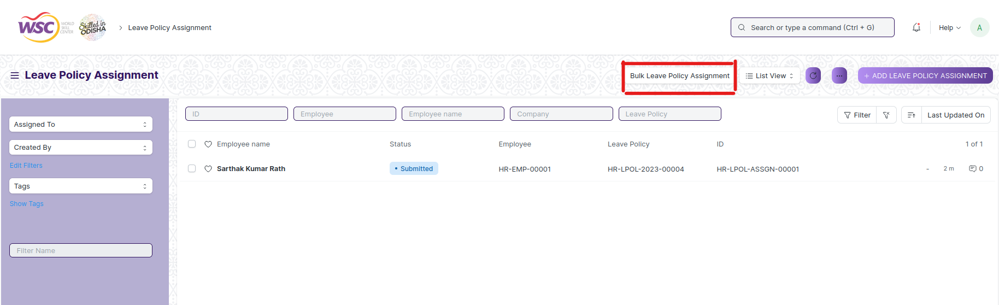 WSC WORLD SKILL CENTER
Skilled in ODISHA
Leave Policy Assignment
Search or type a command (Ctrl + G)
Help
A
Leave Policy Assignment
Bulk Leave Policy Assignment
List View
...
+ ADD LEAVE POLICY ASSIGNMENT
Assigned To
Created By
Edit Filters
Tags
Show Tags
Filter Name
ID
Employee
Employee name
Company
Leave Policy
Filter
Last Updated On
Employee name Status Employee Leave Policy ID 1 of 1
Sarthak Kumar Rath • Submitted HR-EMP-00001 HR-LPOL-2023-00004 HR-LPOL-ASSGN-00001 - 2 m 0